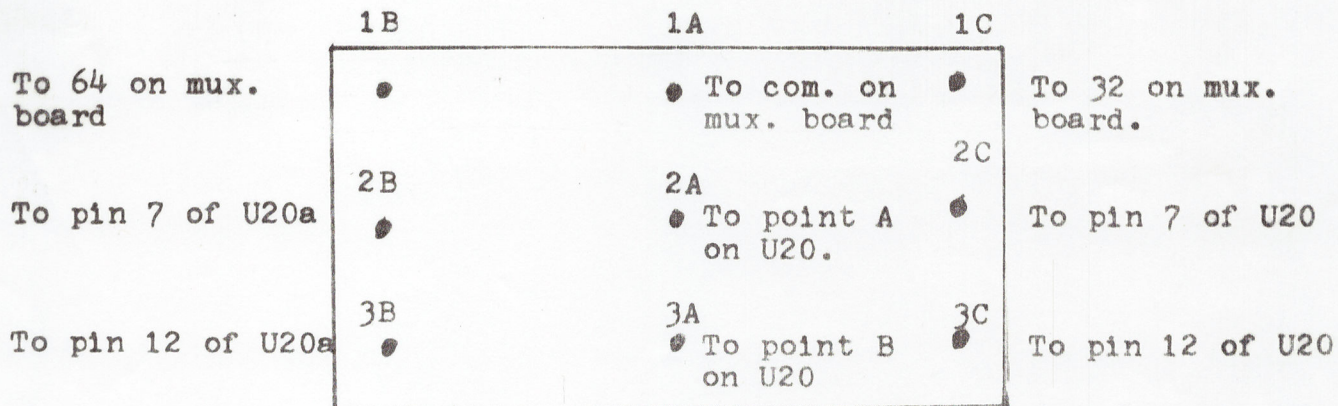 1B 1A 1C
To 64 on mux. To com. on To 32 on mux.
board mux. board board.
2C
2B 2A
To pin 7 of U20a To point A To pin 7 of U20
on U20.
3B 3A 3C
To pin 12 of U20a To point B To pin 12 of U20
on U20